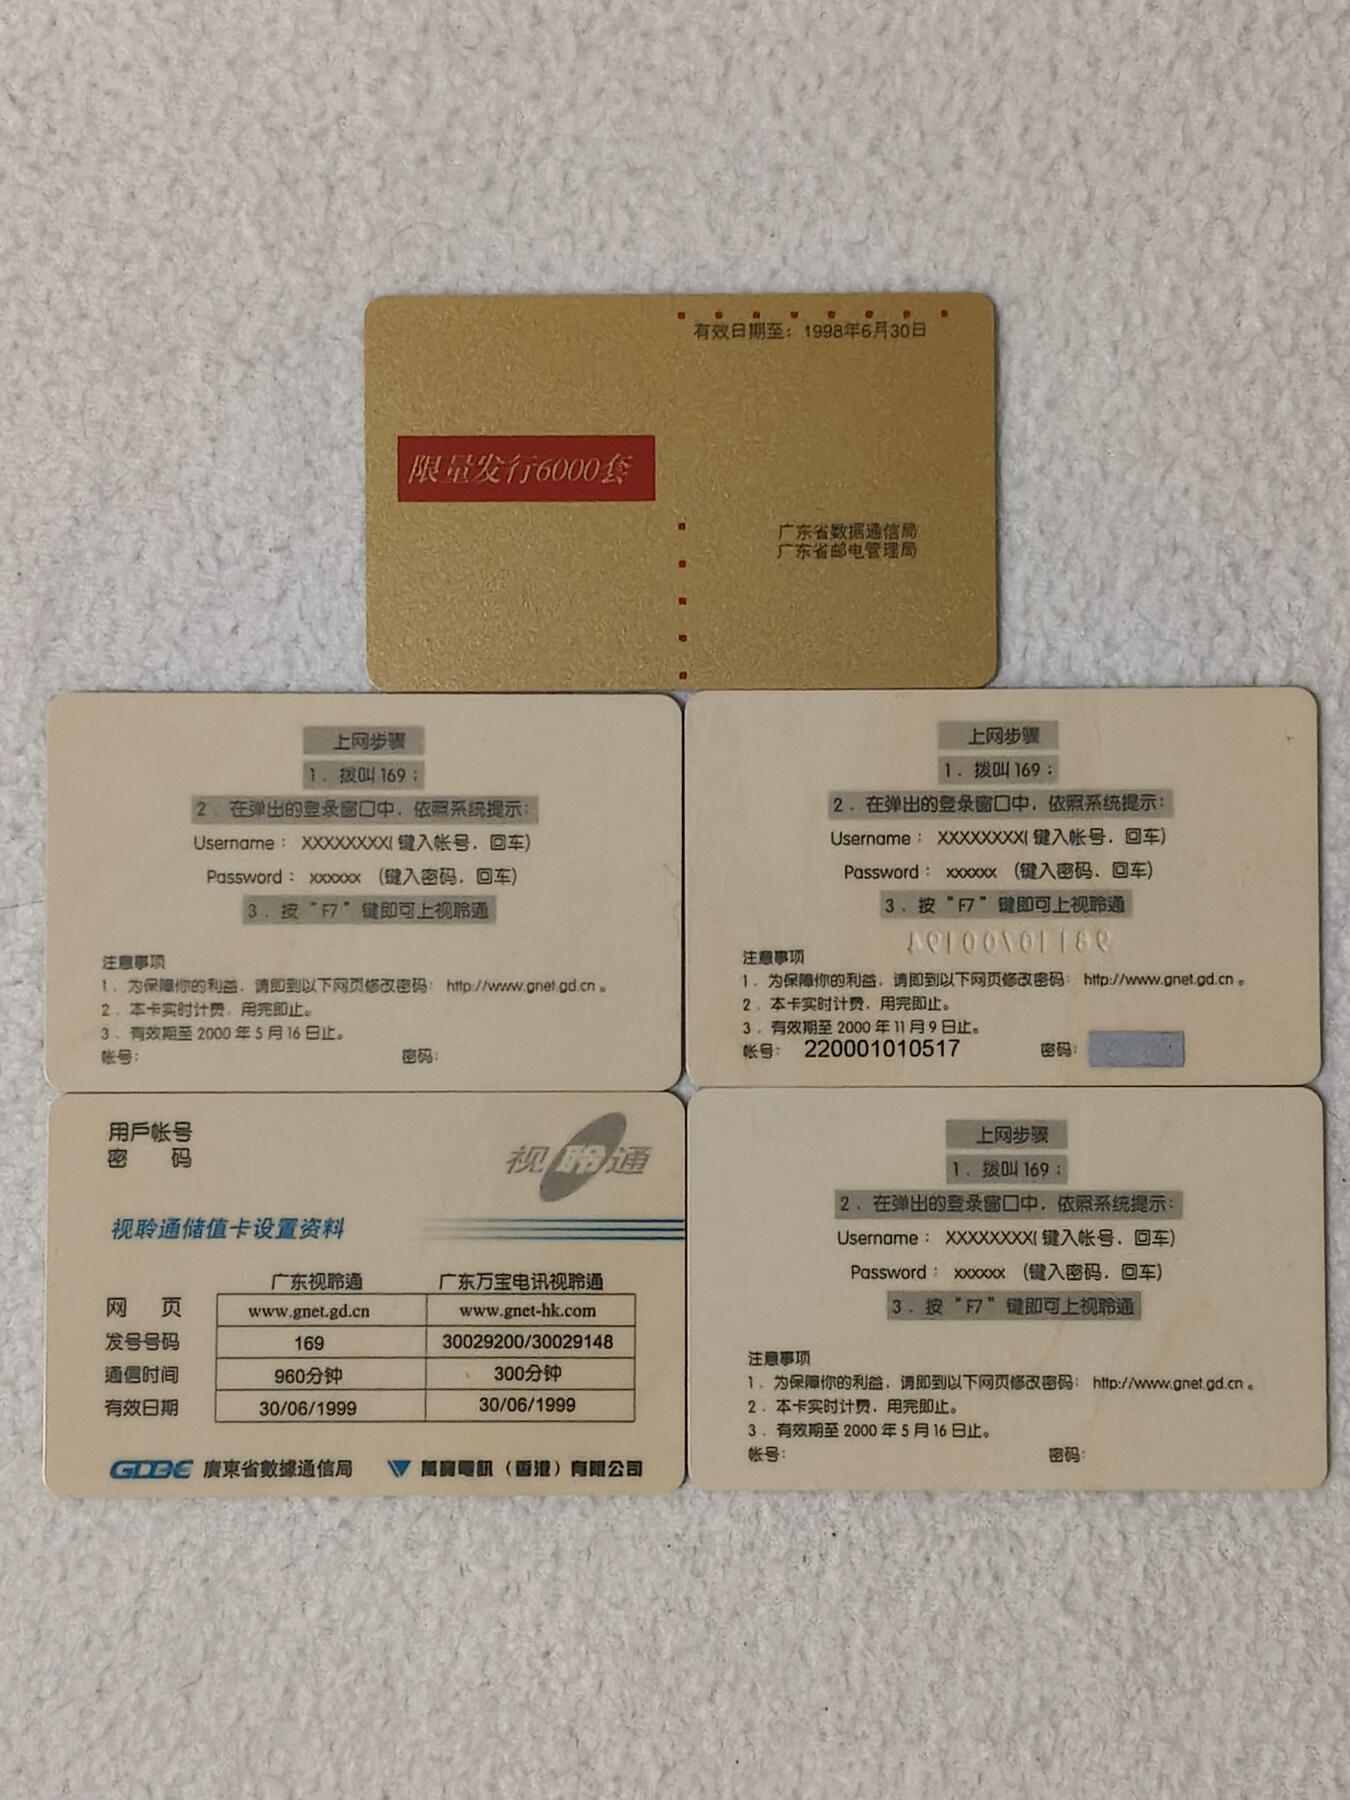 有效日期至：1998年6月30日
限量发行6000套
广东省数据通信局
广东省邮电管理局
上网步骤
1．拨叫169；
2．在弹出的登录窗口中，依照系统提示：
Username： XXXXXXXX(键入帐号，回车)
Password： xxxxxx （键入密码，回车）
3．按“F7”键即可上视聆通
注意事项
1．为保障你的利益，请即到以下网页修改密码： http://www.gnet.gd.cn 。
2．本卡实时计费，用完即止。
3．有效期至 2000 年 5 月 16 日止。
帐号： 密码：
上网步骤
1．拨叫169；
2．在弹出的登录窗口中，依照系统提示：
Username： XXXXXXXX(键入帐号，回车)
Password： xxxxxx （键入密码，回车）
3．按“F7”键即可上视聆通
注意事项
1．为保障你的利益，请即到以下网页修改密码： http://www.gnet.gd.cn 。
2．本卡实时计费，用完即止。
3．有效期至 2000 年 11 月 9 日止。
帐号： 220001010517 密码：
用戶帐号
密 码
视聆通
视聆通储值卡设置资料
广东视聆通 广东万宝电讯视聆通
网 页 www.gnet.gd.cn www.gnet-hk.com
发号号码 169 30029200/30029148
通信时间 960分钟 300分钟
有效日期 30/06/1999 30/06/1999
廣東省數據通信局 萬寶電訊（香港）有限公司
上网步骤
1．拨叫169；
2．在弹出的登录窗口中，依照系统提示：
Username： XXXXXXXX(键入帐号，回车)
Password： xxxxxx （键入密码，回车）
3．按“F7”键即可上视聆通
注意事项
1．为保障你的利益，请即到以下网页修改密码： http://www.gnet.gd.cn 。
2．本卡实时计费，用完即止。
3．有效期至 2000 年 5 月 16 日止。
帐号： 密码：